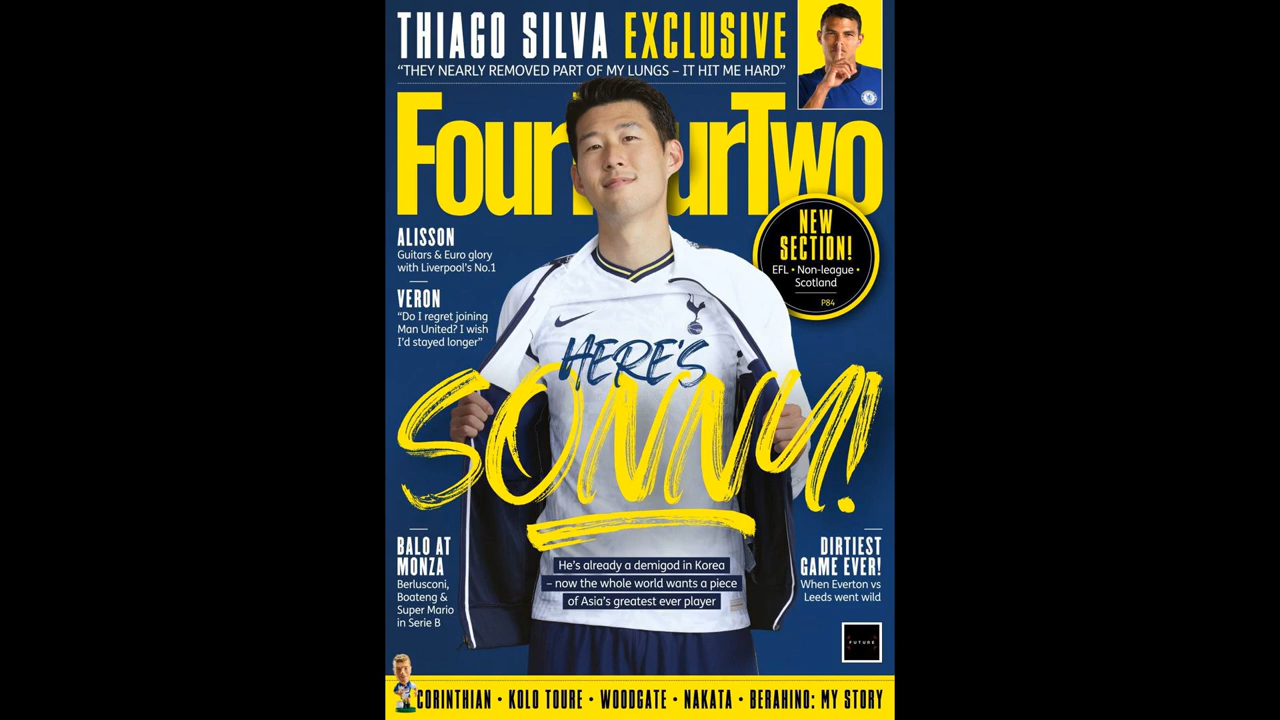 THIAGO SILVA EXCLUSIVE
“THEY NEARLY REMOVED PART OF MY LUNGS – IT HIT ME HARD”
FourFourTwo
ALISSON
Guitars & Euro glory
with Liverpool's No.1
VERON
“Do I regret joining
Man United? I wish
I'd stayed longer”
NEW
SECTION!
EFL • Non-league •
Scotland
P84
HERE'S
SONNY!
He's already a demigod in Korea
– now the whole world wants a piece
of Asia's greatest ever player
BALO AT
MONZA
Berlusconi,
Boateng &
Super Mario
in Serie B
DIRTIEST
GAME EVER!
When Everton vs
Leeds went wild
FUTURE
CORINTHIAN • KOLO TOURE • WOODGATE • NAKATA • BERAHINO: MY STORY